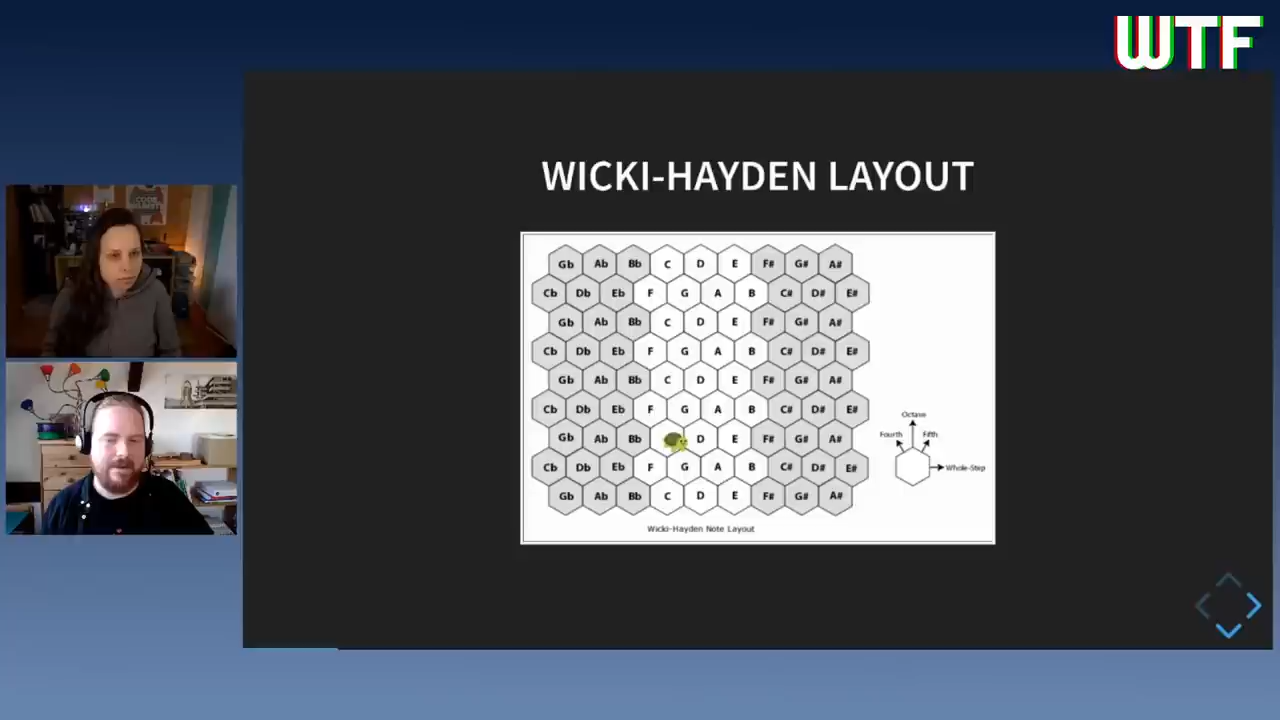 WTF
WICKI-HAYDEN LAYOUT
Gb Ab Bb C D E F# G# A#
Cb Db Eb F G A B C# D# E#
Gb Ab Bb C D E F# G# A#
Cb Db Eb F G A B C# D# E#
Gb Ab Bb C D E F# G# A#
Cb Db Eb F G A B C# D# E#
Gb Ab Bb D E F# G# A#
Cb Db Eb F G A B C# D# E#
Gb Ab Bb C D E F# G# A#
Octave
Fourth Fifth
Whole-Step
Wicki-Hayden Note Layout